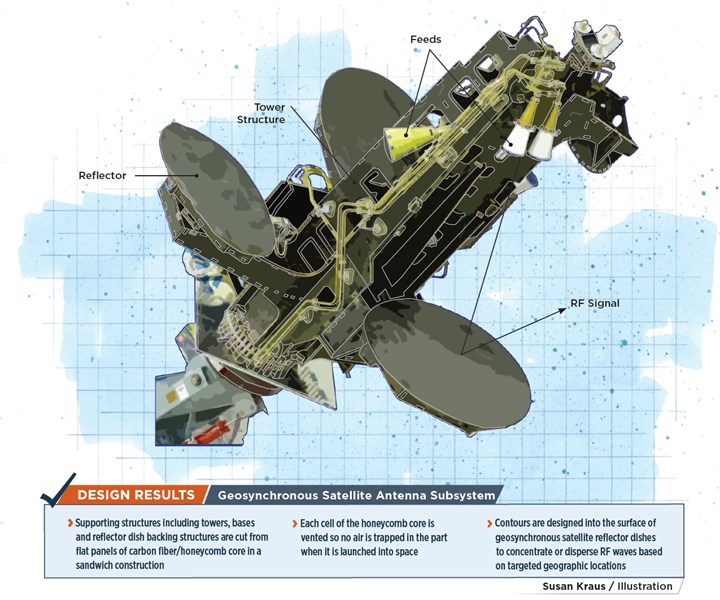 Feeds
Tower
Structure
Reflector
RF Signal
DESIGN RESULTS / Geosynchronous Satellite Antenna Subsystem
› Supporting structures including towers, bases
and reflector dish backing structures are cut from
flat panels of carbon fiber/honeycomb core in a
sandwich construction
› Each cell of the honeycomb core is
vented so no air is trapped in the part
when it is launched into space
› Contours are designed into the surface of
geosynchronous satellite reflector dishes
to concentrate or disperse RF waves based
on targeted geographic locations
Susan Kraus / Illustration